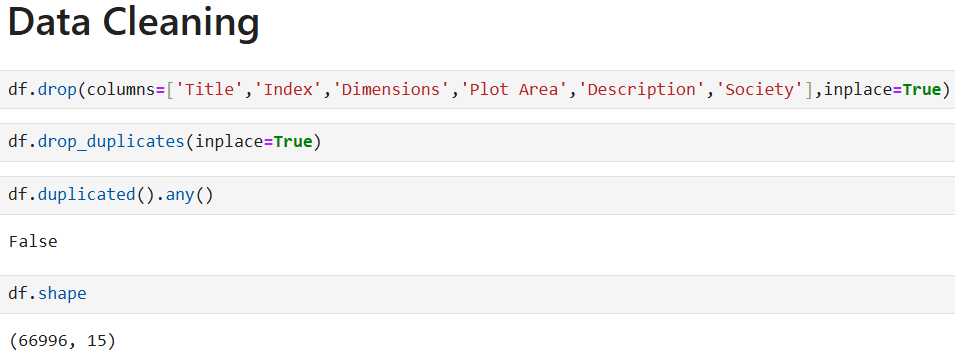 Data Cleaning
df.drop(columns=['Title','Index','Dimensions','Plot Area','Description','Society'],inplace=True)
df.drop_duplicates(inplace=True)
df.duplicated().any()
False
df.shape
(66996, 15)